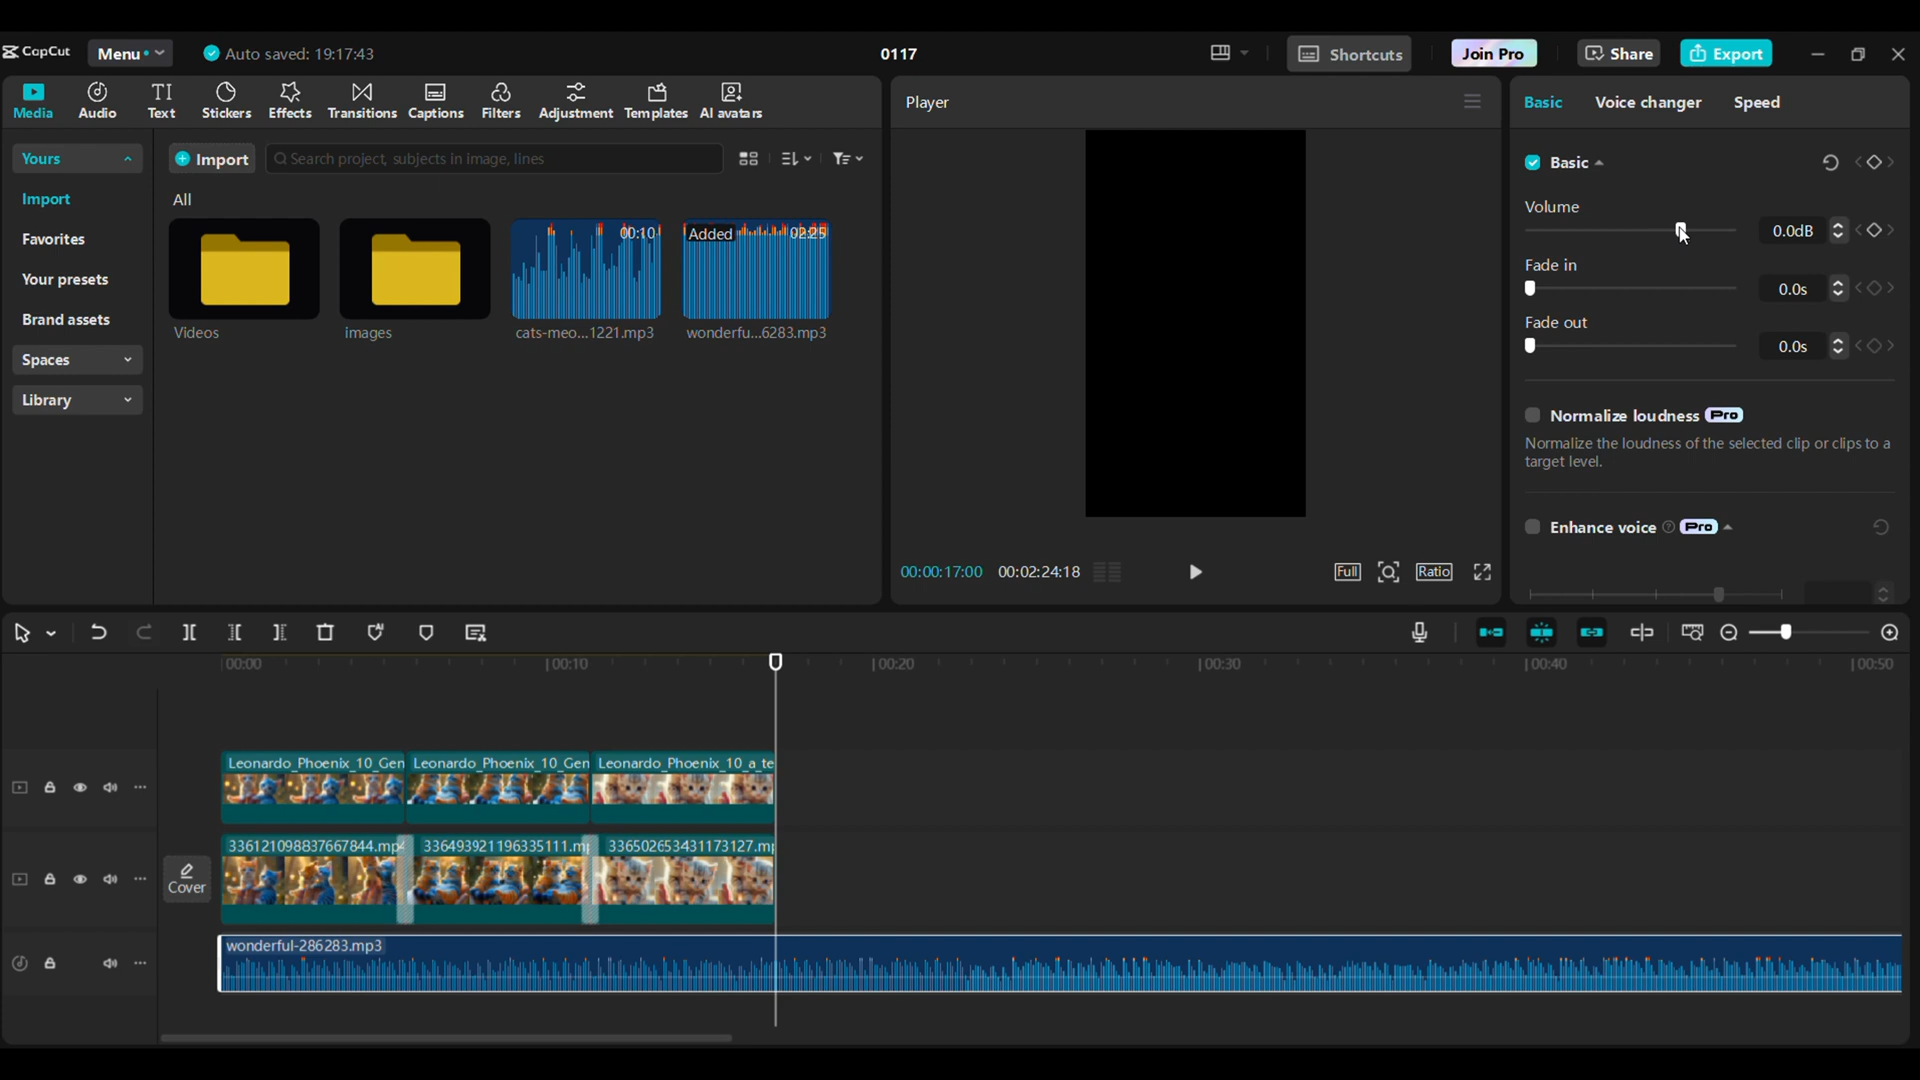 CapCut
Menu
Auto saved: 19:17:43
0117
Shortcuts
Join Pro
Share
Export
Media
Audio
Text
Stickers
Effects
Transitions
Captions
Filters
Adjustment
Templates
AI avatars
Yours
Import
Favorites
Your presets
Brand assets
Spaces
Library
Import
Search project, subjects in image, lines
All
Videos
images
00:10
cats-meo...1221.mp3
Added
02:25
wonderfu...6283.mp3
Player
00:00:17:00
00:02:24:18
Full
Ratio
Basic
Voice changer
Speed
Basic
Volume
0.0dB
Fade in
0.0s
Fade out
0.0s
Normalize loudness
Pro
Normalize the loudness of the selected clip or clips to a
target level.
Enhance voice
Pro
00:00
00:10
00:20
00:30
00:40
00:50
Leonardo_Phoenix_10_Gen
Leonardo_Phoenix_10_Gen
Leonardo_Phoenix_10_a_te
Cover
336121098837667844.mp4
336493921196335111.m
336502653431173127.m
wonderful-286283.mp3